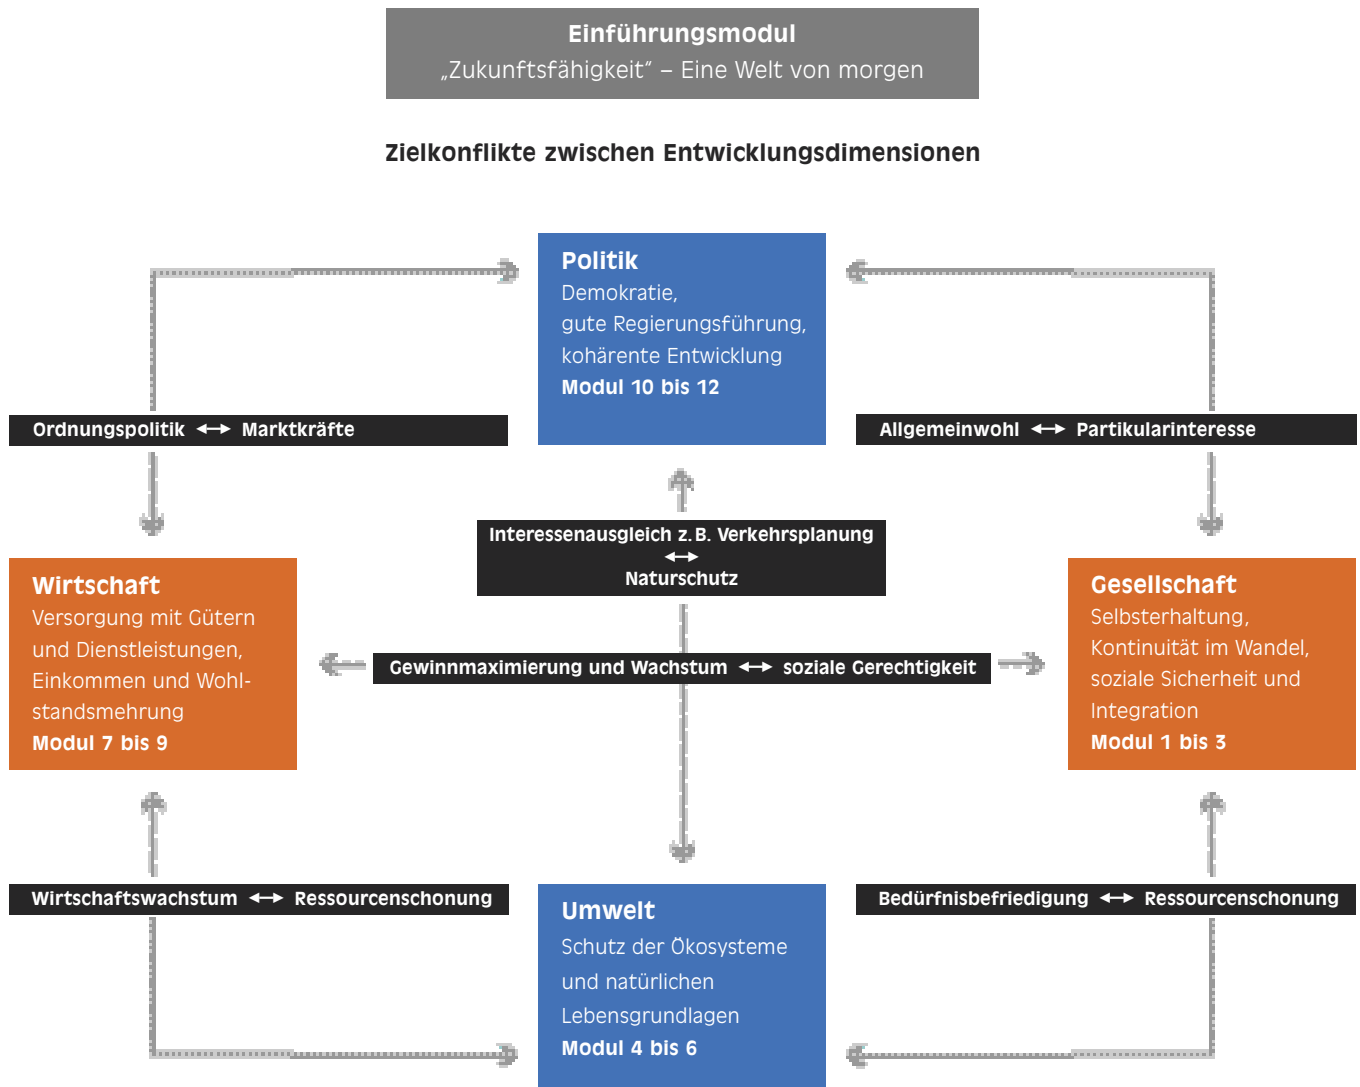 Einführungsmodul
„Zukunftsfähigkeit“ – Eine Welt von morgen
Zielkonflikte zwischen Entwicklungsdimensionen
Politik
Demokratie,
gute Regierungsführung,
kohärente Entwicklung
Modul 10 bis 12
Ordnungspolitik ↔ Marktkräfte
Allgemeinwohl ↔ Partikularinteresse
Interessenausgleich z. B. Verkehrsplanung
↔
Naturschutz
Wirtschaft
Versorgung mit Gütern
und Dienstleistungen,
Einkommen und Wohl-
standsmehrung
Modul 7 bis 9
Gewinnmaximierung und Wachstum ↔ soziale Gerechtigkeit
Gesellschaft
Selbsterhaltung,
Kontinuität im Wandel,
soziale Sicherheit und
Integration
Modul 1 bis 3
Wirtschaftswachstum ↔ Ressourcenschonung
Bedürfnisbefriedigung ↔ Ressourcenschonung
Umwelt
Schutz der Ökosysteme
und natürlichen
Lebensgrundlagen
Modul 4 bis 6